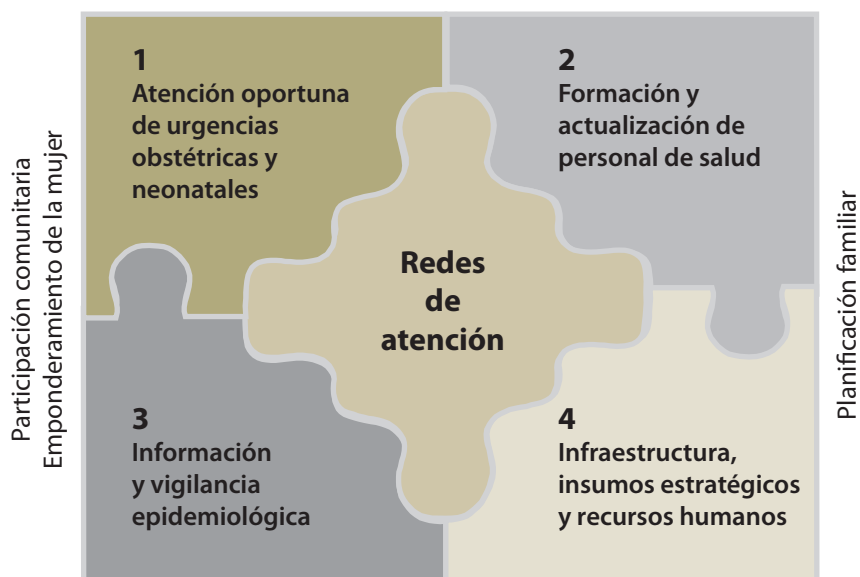 Participación comunitaria
Emponderamiento de la mujer
1
Atención oportuna
de urgencias
obstétricas y
neonatales
2
Formación y
actualización de
personal de salud
Redes
de
atención
3
Información
y vigilancia
epidemiológica
4
Infraestructura,
insumos estratégicos
y recursos humanos
Planificación familiar